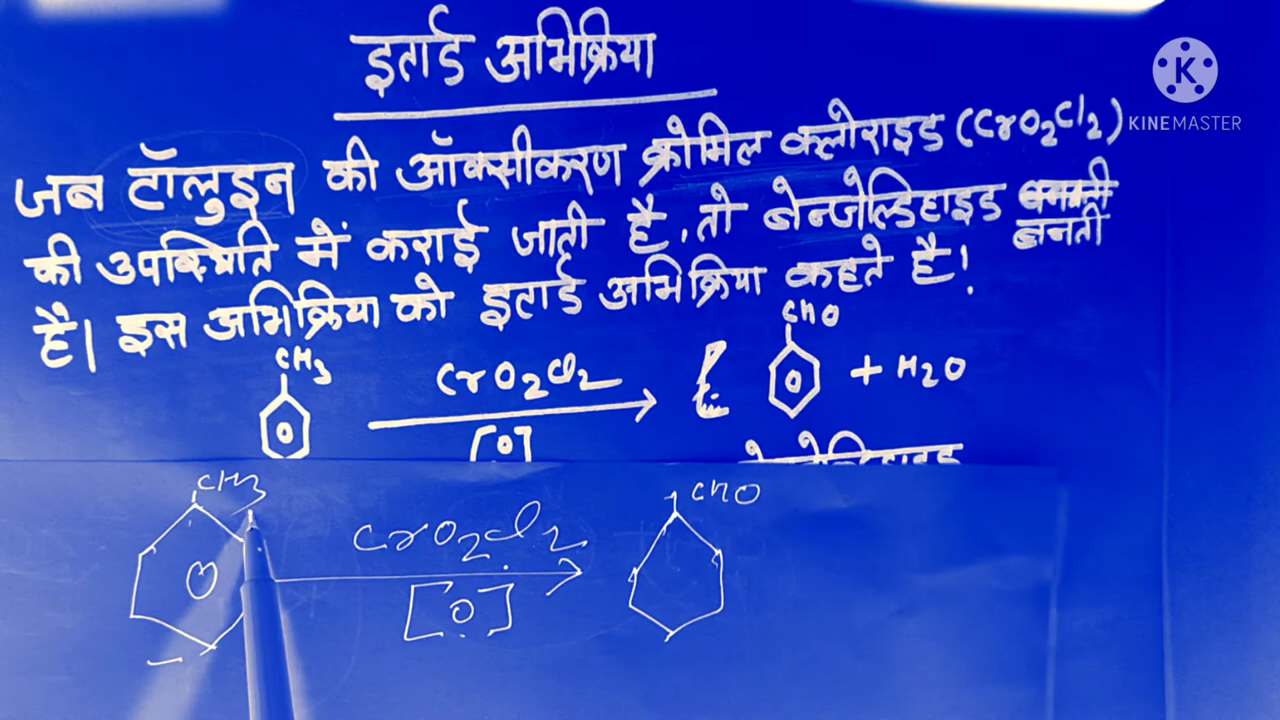 इतार्ड अभिक्रिया
KINEMASTER
जब टॉलुइन की ऑक्सीकरण क्रोमिल क्लोराइड (CrO2Cl2)
की उपस्थिति में कराई जाती है, तो बेन्जेल्डिहाइड बनती
है। इस अभिक्रिया को इटार्ड अभिक्रिया कहते है!
CH3 CrO2Cl2 [O] CHO + H2O
CH3 CrO2Cl2 [O] CHO